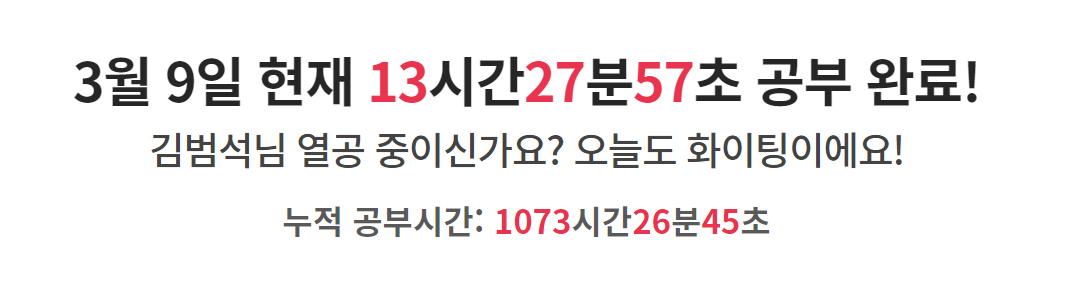 3월 9일 현재 13시간27분57초 공부 완료!
김범석님 열공 중이신가요? 오늘도 화이팅이에요!
누적 공부시간: 1073시간26분45초